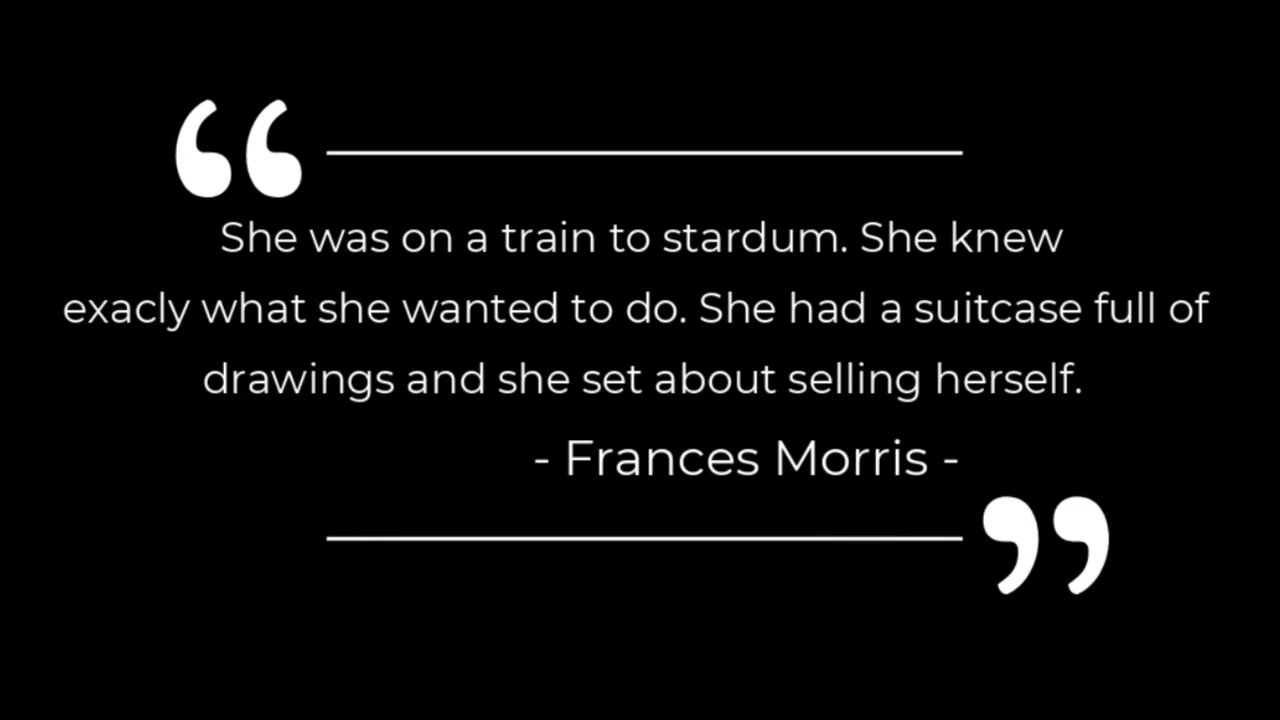 She was on a train to stardum. She knew
exacly what she wanted to do. She had a suitcase full of
drawings and she set about selling herself.
- Frances Morris -